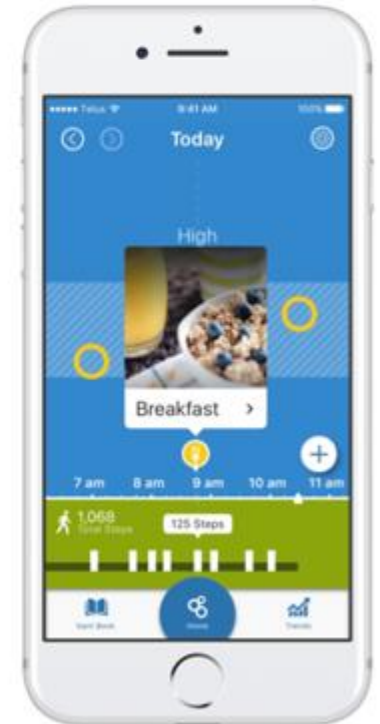 Telus 9:41 AM 100%
Today
High
Breakfast >
7 am 8 am 9 am 10 am 11 am
1,068
Total Steps
125 Steps
Home Trends